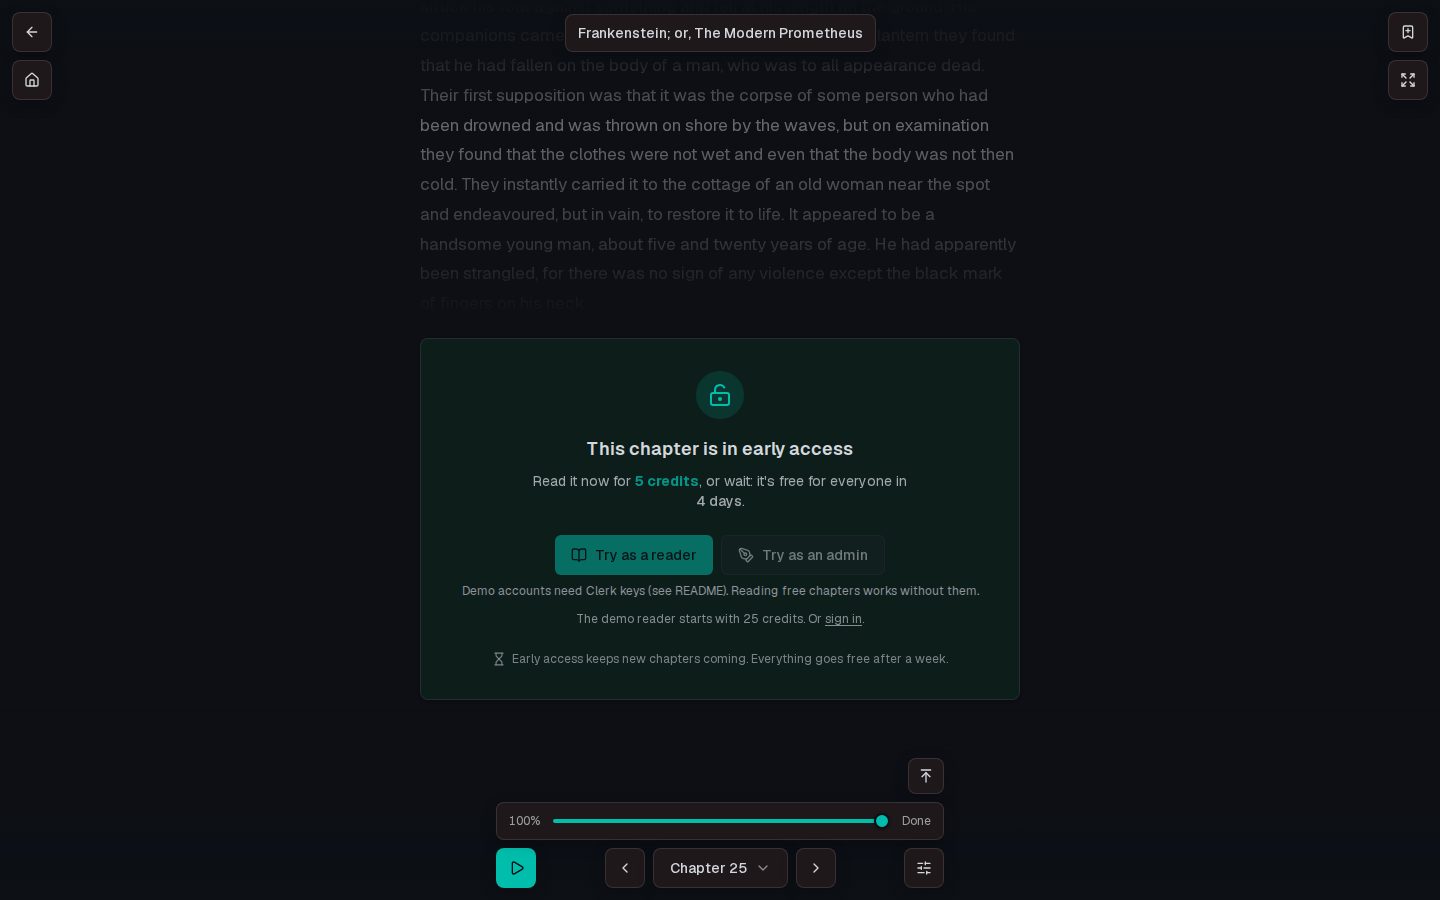 Frankenstein; or, The Modern Prometheus
companions came lantern they found
that he had fallen on the body of a man, who was to all appearance dead.
Their first supposition was that it was the corpse of some person who had
been drowned and was thrown on shore by the waves, but on examination
they found that the clothes were not wet and even that the body was not then
cold. They instantly carried it to the cottage of an old woman near the spot
and endeavoured, but in vain, to restore it to life. It appeared to be a
handsome young man, about five and twenty years of age. He had apparently
been strangled, for there was no sign of any violence except the black mark
of fingers on his neck.
This chapter is in early access
Read it now for 5 credits, or wait: it's free for everyone in
4 days.
Try as a reader
Try as an admin
Demo accounts need Clerk keys (see README). Reading free chapters works without them.
The demo reader starts with 25 credits. Or sign in.
Early access keeps new chapters coming. Everything goes free after a week.
100%
Done
Chapter 25